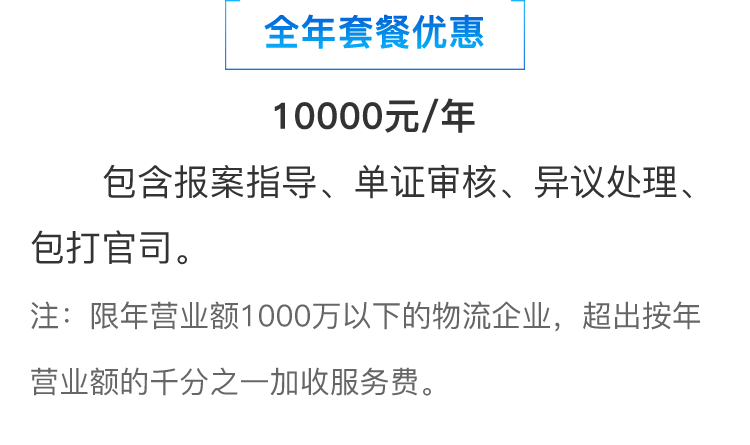 全年套餐优惠
10000元/年
包含报案指导、单证审核、异议处理、
包打官司。
注：限年营业额1000万以下的物流企业，超出按年
营业额的千分之一加收服务费。